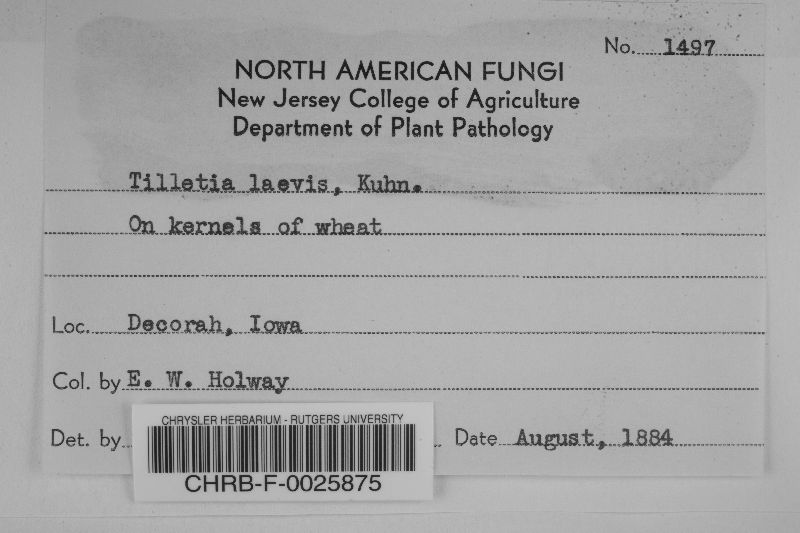 No. 1497
NORTH AMERICAN FUNGI
New Jersey College of Agriculture
Department of Plant Pathology
Tilletia laevis, Kuhn.
On kernels of wheat
Loc. Decorah, Iowa
Col. by E. W. Holway
Det. by
Date August, 1884
CHRYSLER HERBARIUM - RUTGERS UNIVERSITY
CHRB-F-0025875